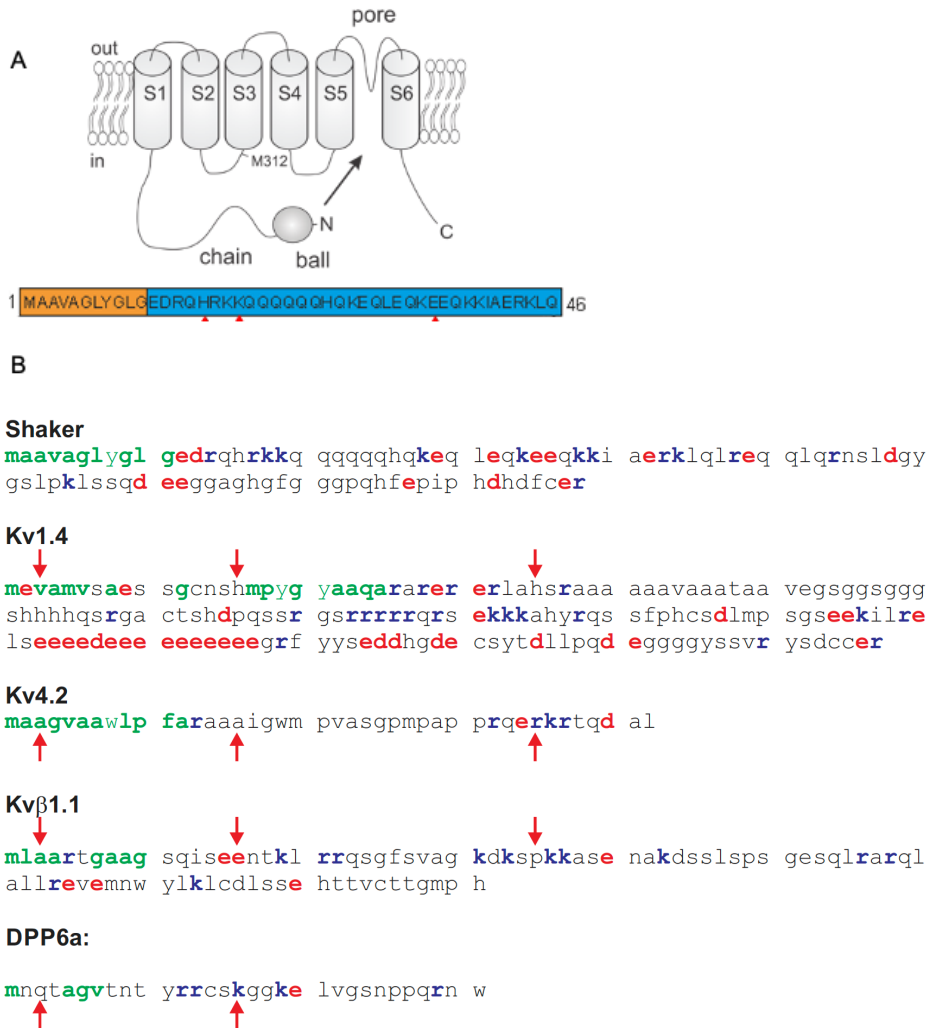 pore
A
out
S1 S2 S3 S4 S5 S6
M312
in
N
C
chain
ball
1 MAAVAGLYGLGEDRQHRKKQQQQQQHQKEQLEQKEEQKKIAERKLQ 46
B
Shaker
maavaglygl gedrqhrkkq qqqqqhqkeq leqkeeqkki aerklqlreq qlqrnsldgy
gslpklssqd eeggaghgfg ggpqhfepip hdhdfcer
Kv1.4
mevamvsaes sgcnshmpyg yaaqararer erlahsraaa aaavaaataa vegsggsggg
shhhhqsrga ctshdpqssr gsrrrrrqrs ekkkahyrqs sfphcsdlmp sgseekilre
lseeeedeee eeeeeeegrf yyseddhgde csytdllpqd eggggyssvr ysdccer
Kv4.2
maagvaawlp faraaaigwm pvasgpmpap prqerkrtqd al
Kvβ1.1
mlaartgaag sqiseentkl rrqsgfsvag kdkspkkase nakdsslsps gesqlrarql
allrevemnw ylklcdlsse httvcttgmp h
DPP6a:
mnqtagvtnt yrrcskggke lvgsnppqrn w